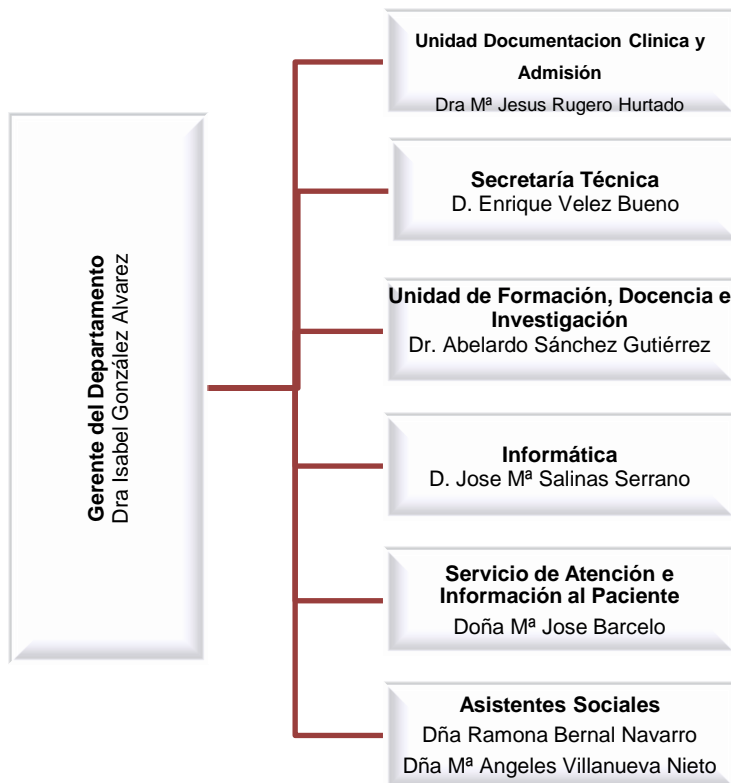 Gerente del Departamento
Dra Isabel González Alvarez
Unidad Documentacion Clinica y
Admisión
Dra Mª Jesus Rugero Hurtado
Secretaría Técnica
D. Enrique Velez Bueno
Unidad de Formación, Docencia e
Investigación
Dr. Abelardo Sánchez Gutiérrez
Informática
D. Jose Mª Salinas Serrano
Servicio de Atención e
Información al Paciente
Doña Mª Jose Barcelo
Asistentes Sociales
Dña Ramona Bernal Navarro
Dña Mª Angeles Villanueva Nieto